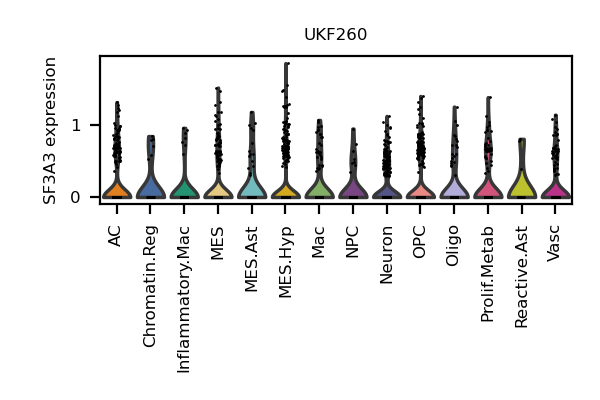 UKF260
SF3A3 expression
1
0
AC
Chromatin.Reg
Inflammatory.Mac
MES
MES.Ast
MES.Hyp
Mac
NPC
Neuron
OPC
Oligo
Prolif.Metab
Reactive.Ast
Vasc